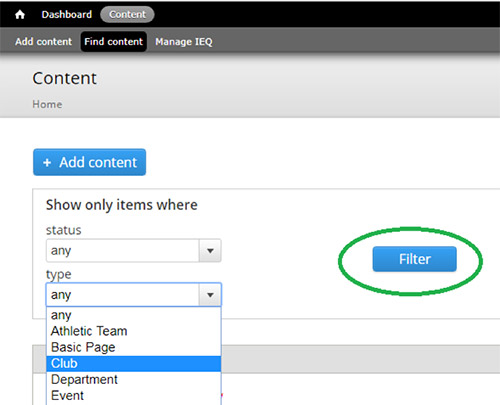 Dashboard Content
Add content Find content Manage IEQ
Content
Home
+ Add content
Show only items where
status
any
Filter
type
any
any
Athletic Team
Basic Page
Club
Department
Event